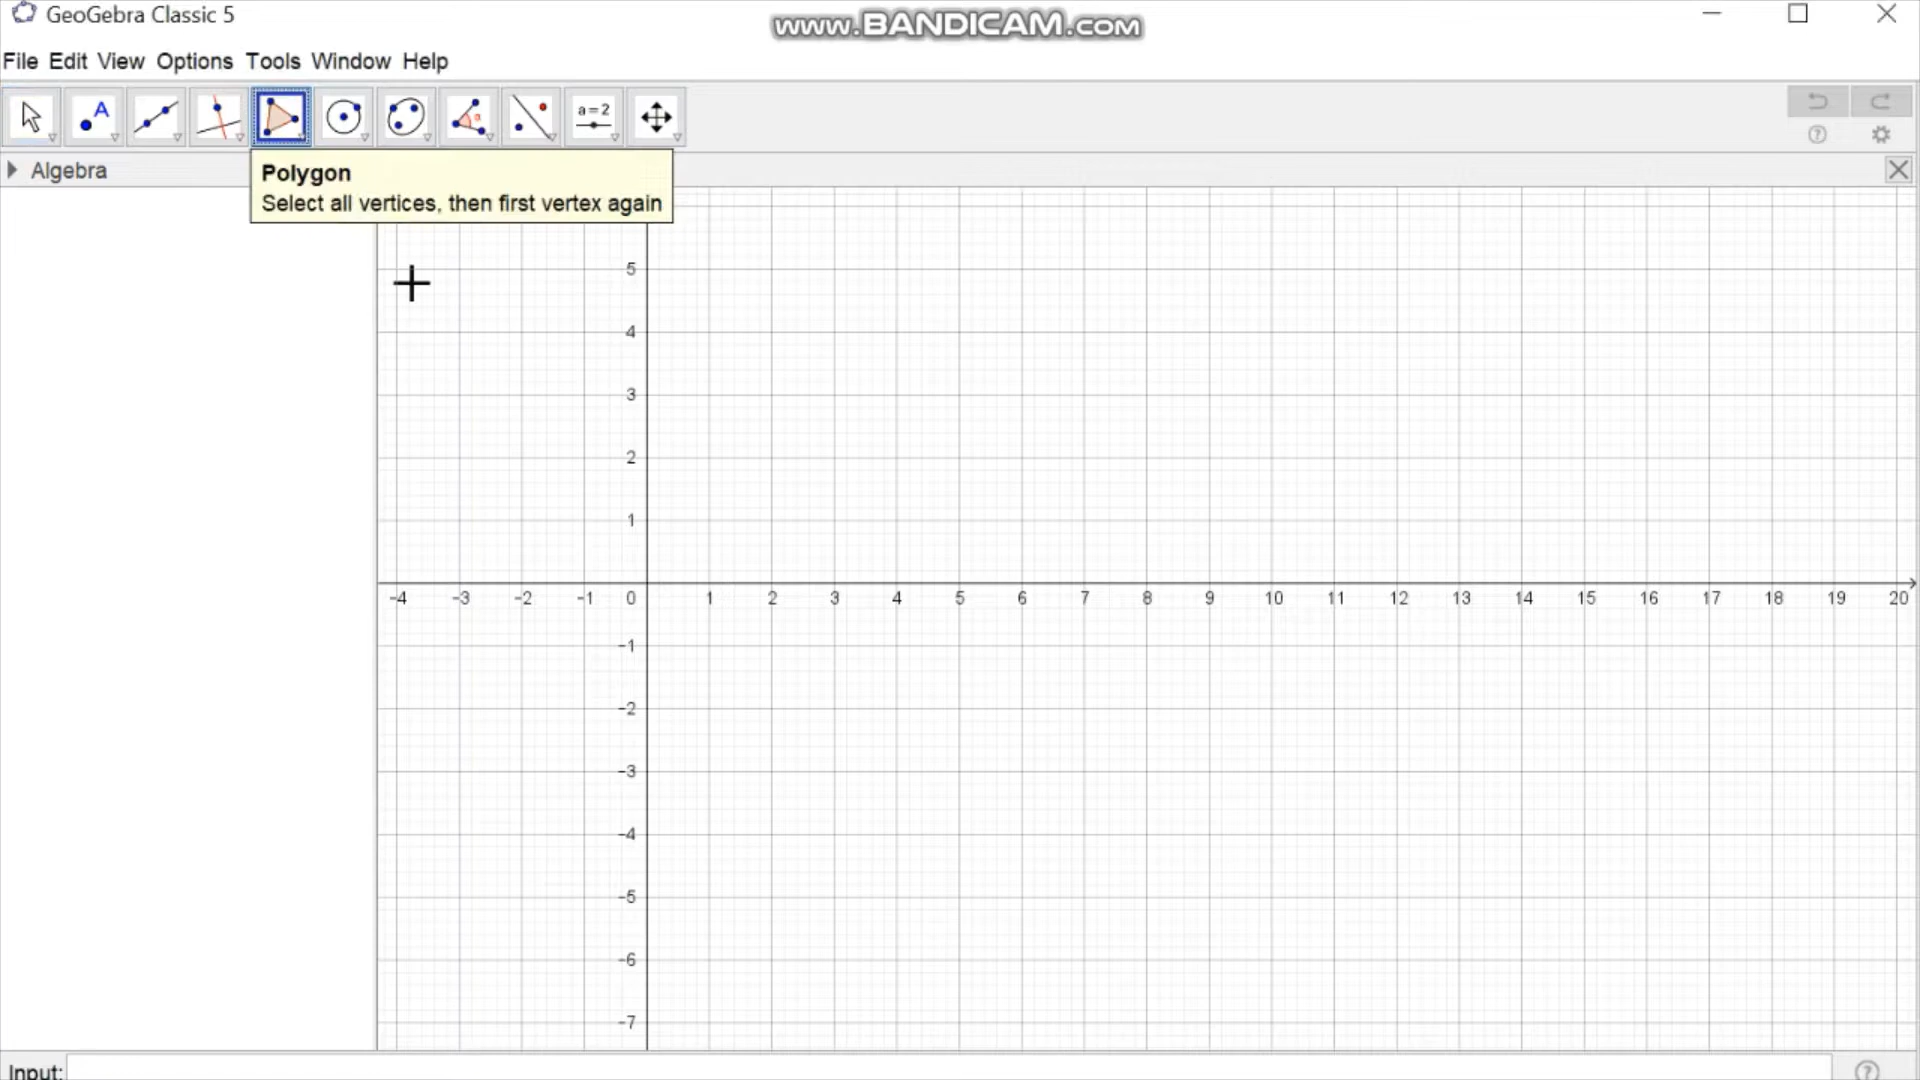 GeoGebra Classic 5
www.BANDICAM.com
File Edit View Options Tools Window Help
A
α
a=2
Algebra
Polygon
Select all vertices, then first vertex again
5
4
3
2
1
-4 -3 -2 -1 0 1 2 3 4 5 6 7 8 9 10 11 12 13 14 15 16 17 18 19 20
-1
-2
-3
-4
-5
-6
-7
Input: